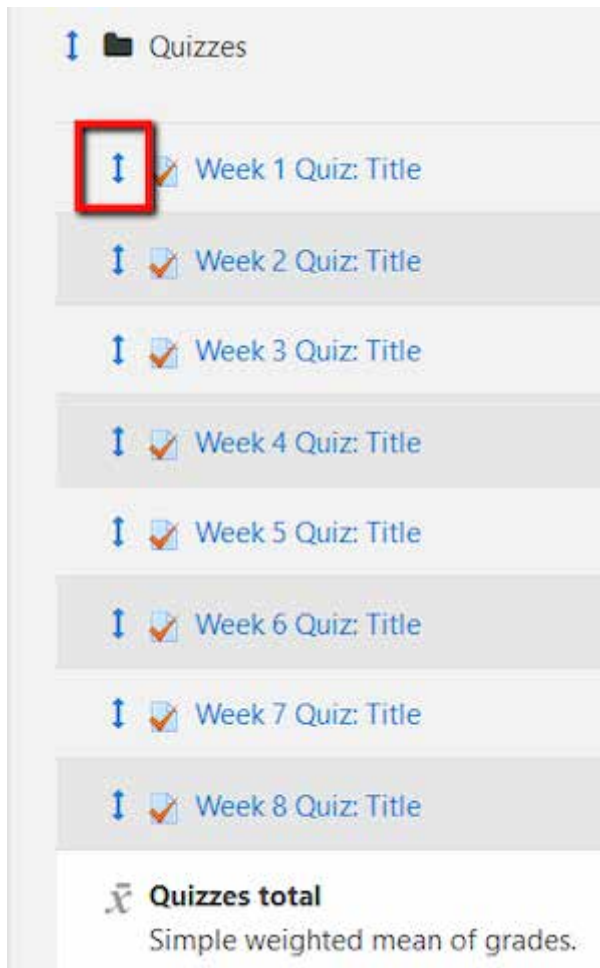 Quizzes
Week 1 Quiz: Title
Week 2 Quiz: Title
Week 3 Quiz: Title
Week 4 Quiz: Title
Week 5 Quiz: Title
Week 6 Quiz: Title
Week 7 Quiz: Title
Week 8 Quiz: Title
x̄ Quizzes total
Simple weighted mean of grades.